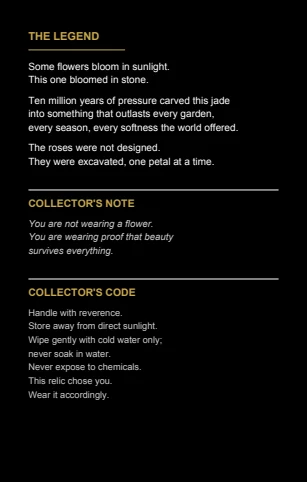 THE LEGEND
Some flowers bloom in sunlight.
This one bloomed in stone.
Ten million years of pressure carved this jade
into something that outlasts every garden,
every season, every softness the world offered.
The roses were not designed.
They were excavated, one petal at a time.
COLLECTOR'S NOTE
You are not wearing a flower.
You are wearing proof that beauty
survives everything.
COLLECTOR'S CODE
Handle with reverence.
Store away from direct sunlight.
Wipe gently with cold water only;
never soak in water.
Never expose to chemicals.
This relic chose you.
Wear it accordingly.